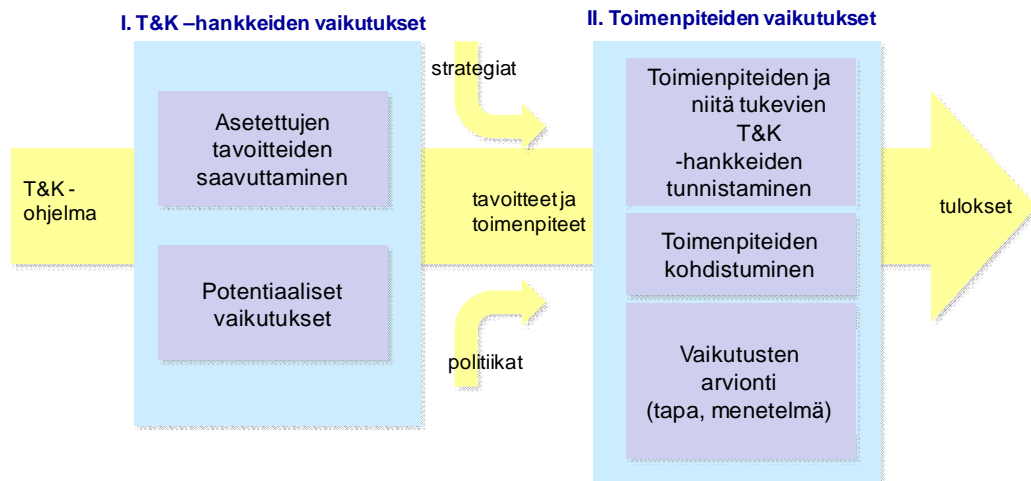 I. T&K –hankkeiden vaikutukset
II. Toimenpiteiden vaikutukset
T&K -
ohjelma
Asetettujen
tavoitteiden
saavuttaminen
Potentiaaliset
vaikutukset
strategiat
tavoitteet ja
toimenpiteet
politiikat
Toimienpiteiden ja
niitä tukevien
T&K
-hankkeiden
tunnistaminen
Toimenpiteiden
kohdistuminen
Vaikutusten
arvionti
(tapa, menetelmä)
tulokset